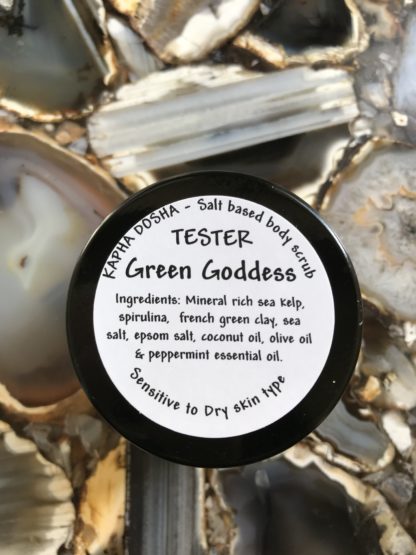 KAPHA DOSHA - Salt based body scrub
TESTER
Green Goddess
Ingredients: Mineral rich sea Kelp,
spirulina, french green clay, sea
salt, epsom salt, coconut oil, olive oil
& peppermint essential oil.
Sensitive to Dry skin type